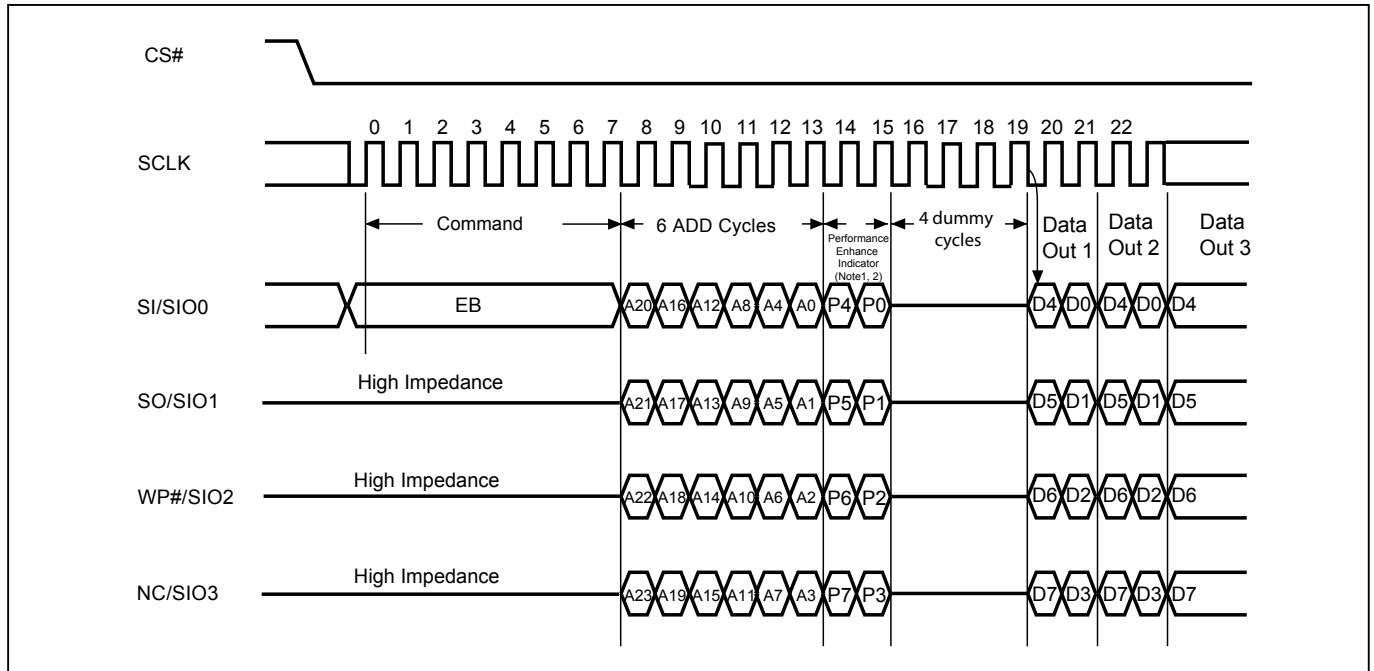 CS#
0 1 2 3 4 5 6 7 8 9 10 11 12 13 14 15 16 17 18 19 20 21 22
SCLK
Command
6 ADD Cycles
Performance
Enhance
Indicator
(Note1, 2)
4 dummy
cycles
Data
Out 1
Data
Out 2
Data
Out 3
SI/SIO0
EB
A20 A16 A12 A8 A4 A0 P4 P0 D4 D0 D4 D0 D4
High Impedance
SO/SIO1
A21 A17 A13 A9 A5 A1 P5 P1 D5 D1 D5 D1 D5
High Impedance
WP#/SIO2
A22 A18 A14 A10 A6 A2 P6 P2 D6 D2 D6 D2 D6
High Impedance
NC/SIO3
A23 A19 A15 A11 A7 A3 P7 P3 D7 D3 D7 D3 D7